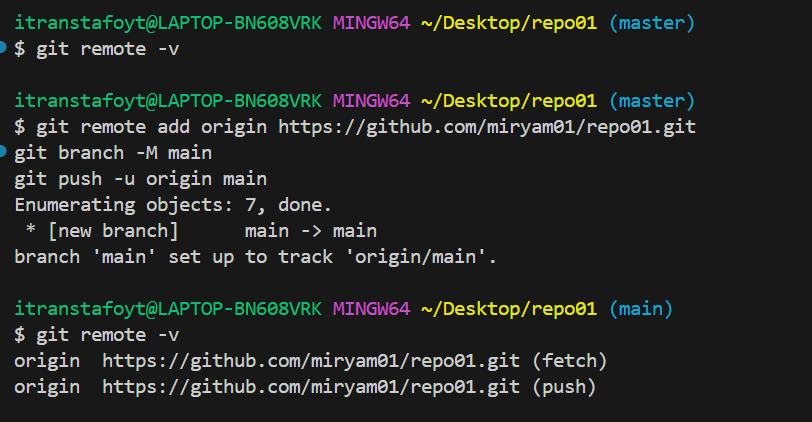 itranstafoyt@LAPTOP-BN608VRK MINGW64 ~/Desktop/repo01 (master)
$ git remote -v
itranstafoyt@LAPTOP-BN608VRK MINGW64 ~/Desktop/repo01 (master)
$ git remote add origin https://github.com/miryam01/repo01.git
git branch -M main
git push -u origin main
Enumerating objects: 7, done.
 * [new branch]      main -> main
branch 'main' set up to track 'origin/main'.
itranstafoyt@LAPTOP-BN608VRK MINGW64 ~/Desktop/repo01 (main)
$ git remote -v
origin  https://github.com/miryam01/repo01.git (fetch)
origin  https://github.com/miryam01/repo01.git (push)